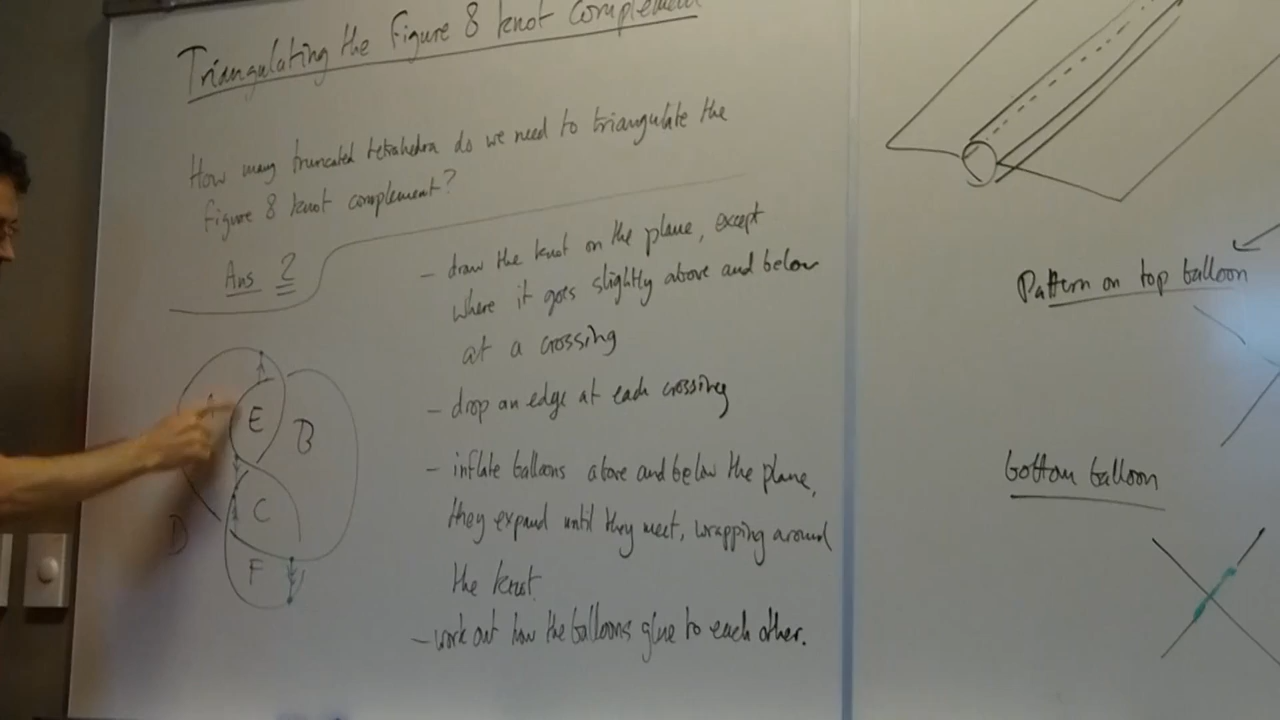 Triangulating the figure 8 knot complement
How many truncated tetrahedra do we need to triangulate the
figure 8 knot complement?
Ans 2
- draw the knot on the plane, except
where it goes slightly above and below
at a crossing
- drop an edge at each crossing
- inflate balloons above and below the plane,
they expand until they meet, wrapping around
the knot.
- work out how the balloons glue to each other.
E
B
C
D
F
Pattern on top balloon
bottom balloon